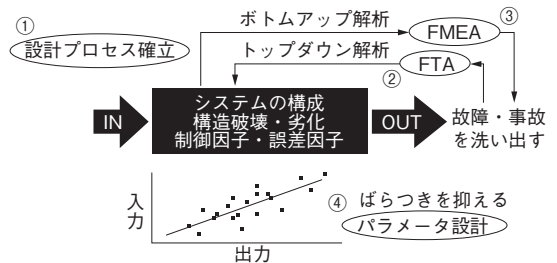 ①
設計プロセス確立
ボトムアップ解析
FMEA
③
トップダウン解析
②
FTA
IN
システムの構成
構造破壊・劣化
制御因子・誤差因子
OUT
故障・事故
を洗い出す
入力
出力
④ ばらつきを抑える
パラメータ設計